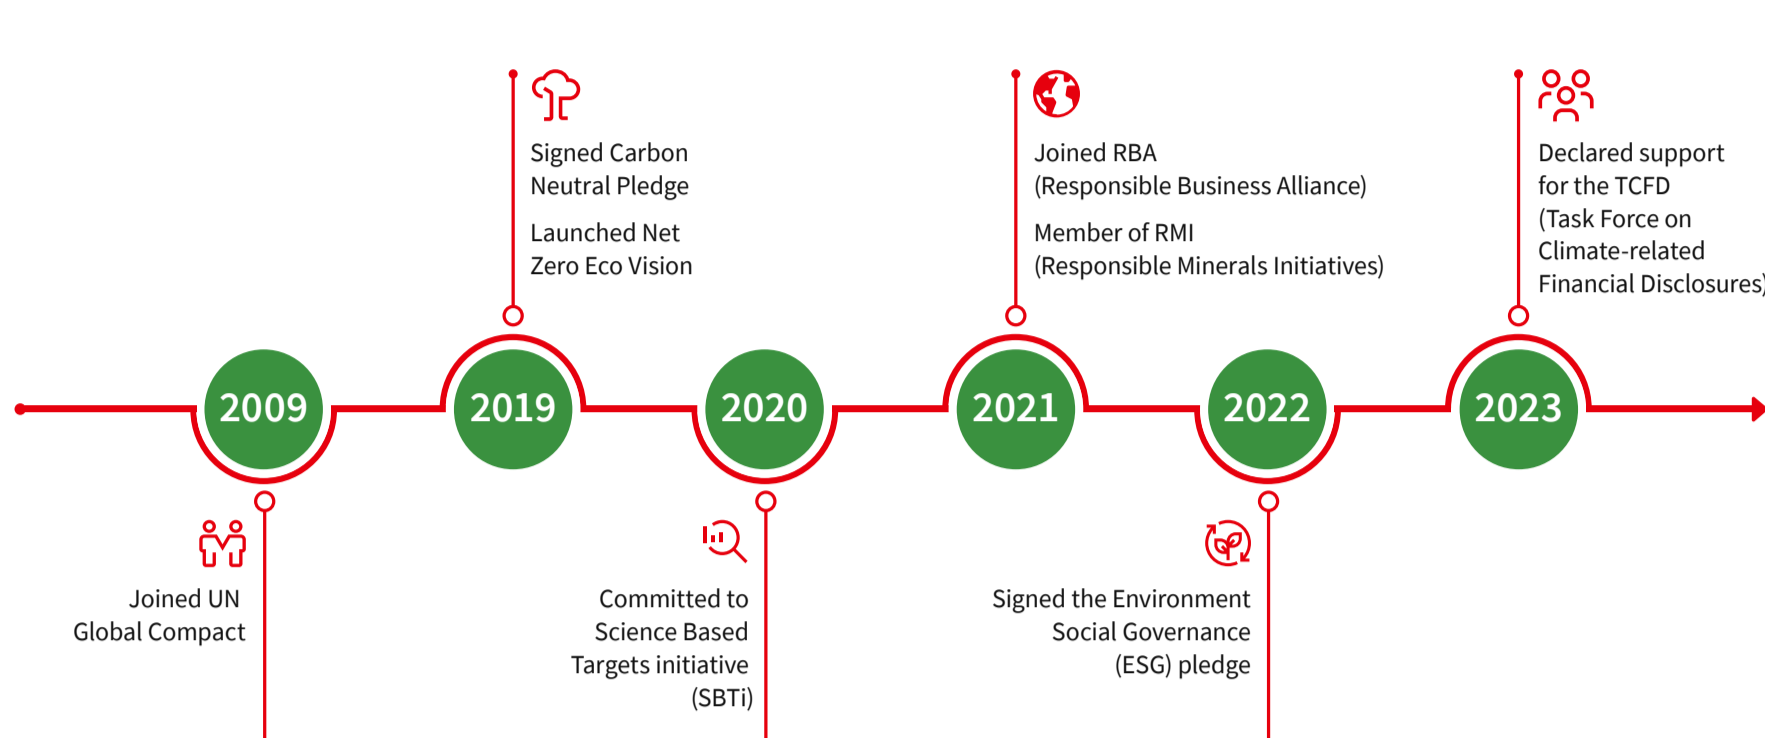 Signed Carbon
Neutral Pledge
Launched Net
Zero Eco Vision
Joined RBA
(Responsible Business Alliance)
Member of RMI
(Responsible Minerals Initiatives)
Declared support
for the TCFD
(Task Force on
Climate-related
Financial Disclosures)
2009
2019
2020
2021
2022
2023
Joined UN
Global Compact
Committed to
Science Based
Targets initiative
(SBTi)
Signed the Environment
Social Governance
(ESG) pledge